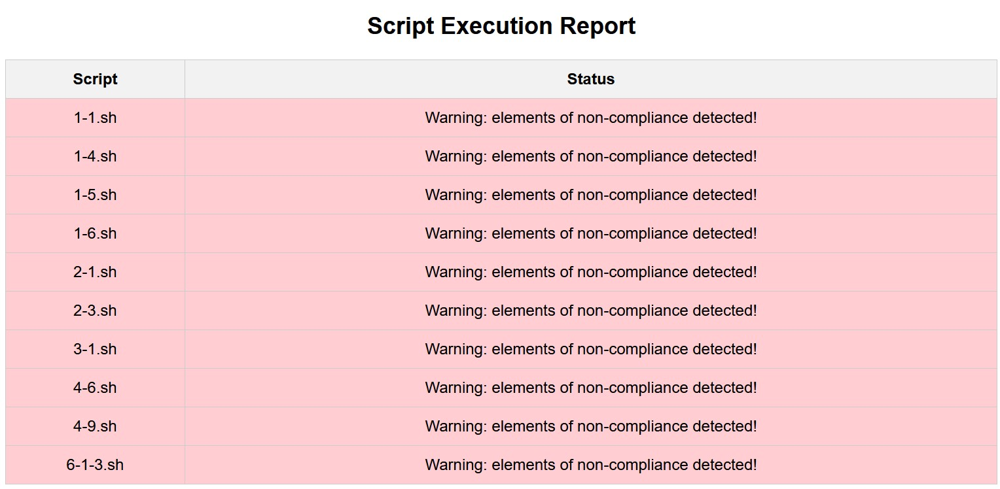 Script Execution Report
Script Status
1-1.sh Warning: elements of non-compliance detected!
1-4.sh Warning: elements of non-compliance detected!
1-5.sh Warning: elements of non-compliance detected!
1-6.sh Warning: elements of non-compliance detected!
2-1.sh Warning: elements of non-compliance detected!
2-3.sh Warning: elements of non-compliance detected!
3-1.sh Warning: elements of non-compliance detected!
4-6.sh Warning: elements of non-compliance detected!
4-9.sh Warning: elements of non-compliance detected!
6-1-3.sh Warning: elements of non-compliance detected!